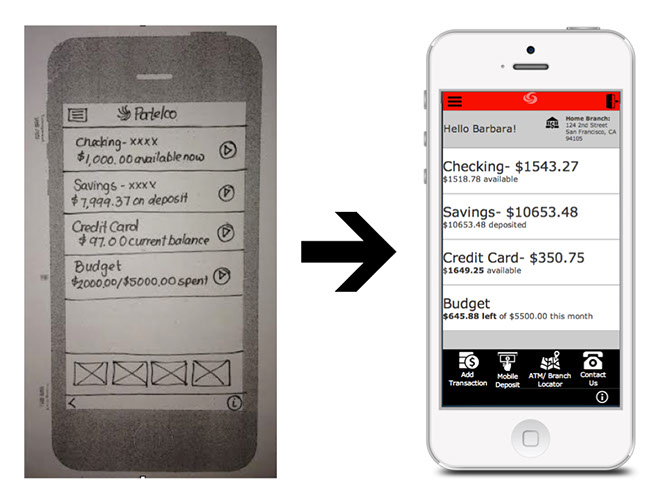 Portelco
Checking- xxxx
$1,000.00 available now
Savings - xxxx
$7,999.37 on deposit
Credit Card
$97.00 current balance
Budget
$2000.00/$5000.00 spent
i
Hello Barbara!
Home Branch:
124 2nd Street
San Francisco, CA
94105
Checking- $1543.27
$1518.78 available
Savings- $10653.48
$10653.48 deposited
Credit Card- $350.75
$1649.25 available
Budget
$645.88 left of $5500.00 this month
Add
Transaction
Mobile
Deposit
ATM/ Branch
Locator
Contact
Us
i